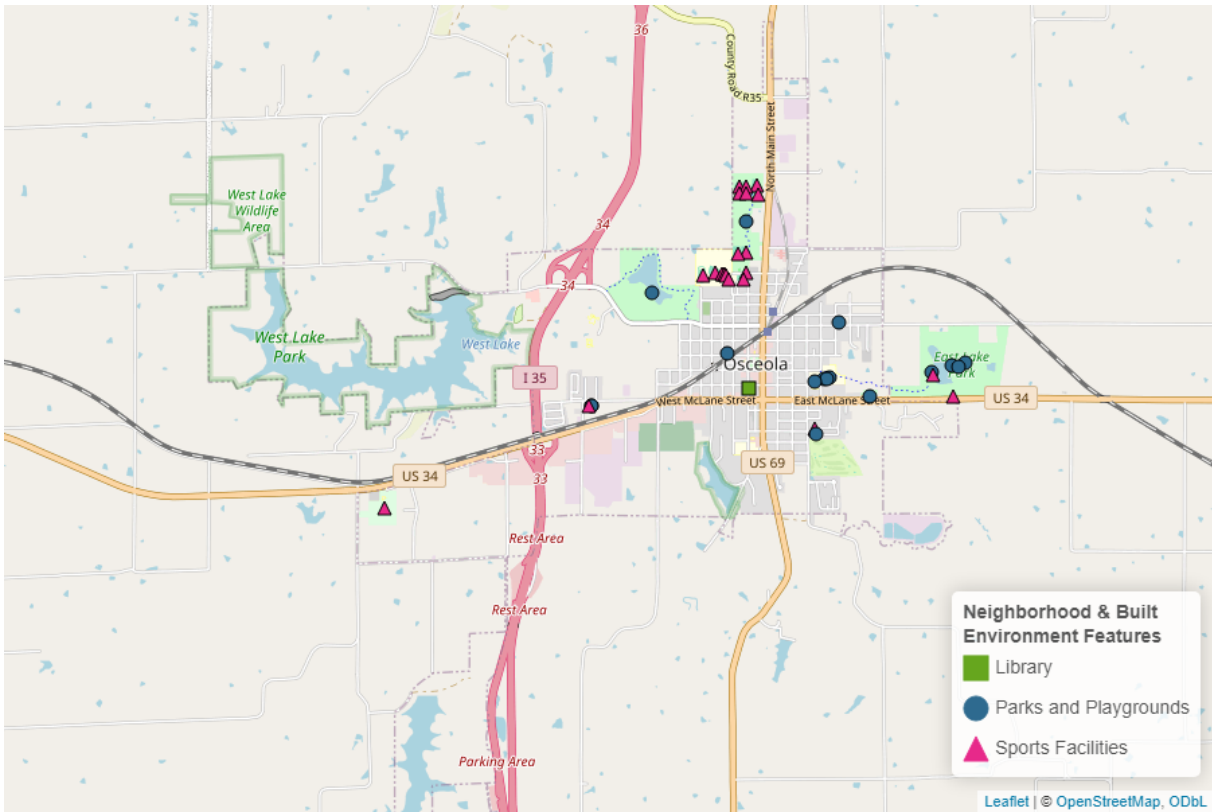 36
County Road R35
North Main Street
West Lake
Wildlife
Area
34
34
West Lake
Park
West Lake
I 35
Osceola
East Lake
Park
West McLane Street
East McLane Street
US 34
33
US 69
US 34
33
Rest Area
Rest Area
Parking Area
Neighborhood & Built
Environment Features
Library
Parks and Playgrounds
Sports Facilities
Leaflet | © OpenStreetMap, ODbL